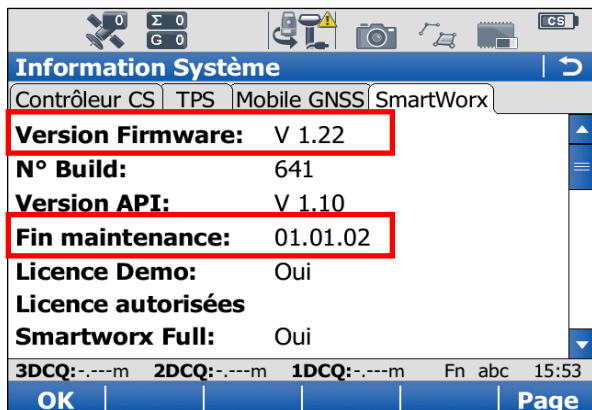 0 Σ 0 CS
G 0
Information Système
Contrôleur CS TPS Mobile GNSS SmartWorx
Version Firmware: V 1.22
N° Build: 641
Version API: V 1.10
Fin maintenance: 01.01.02
Licence Demo: Oui
Licence autorisées
Smartworx Full: Oui
3DCQ:-.---m 2DCQ:-.---m 1DCQ:-.---m Fn abc 15:53
OK Page